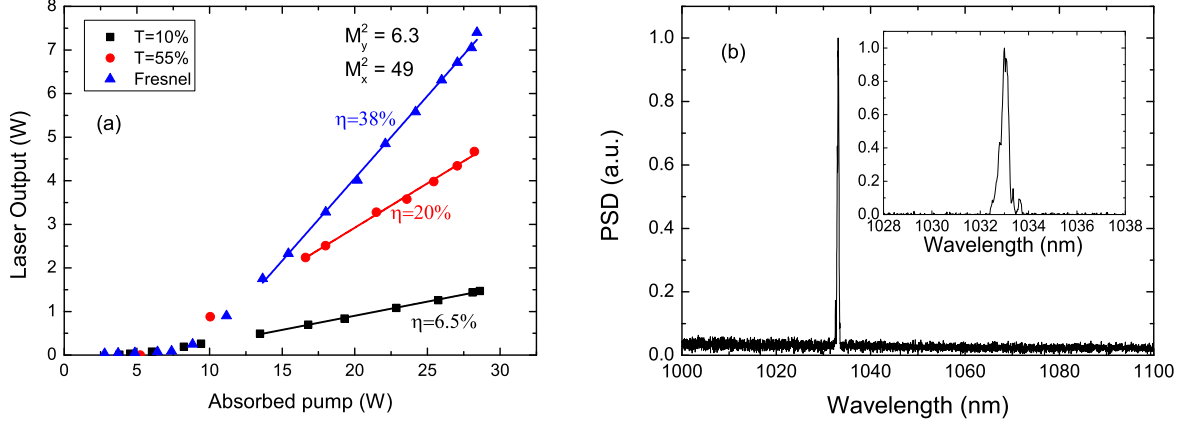 8
7
6
5
4
3
2
1
0
Laser Output (W)
T=10%
T=55%
Fresnel
(a)
M²y = 6.3
M²x = 49
η=38%
η=20%
η=6.5%
0 5 10 15 20 25 30
Absorbed pump (W)
1.0
0.8
0.6
0.4
0.2
0.0
PSD (a.u.)
(b)
1.0
0.8
0.6
0.4
0.2
0.0
1028 1030 1032 1034 1036 1038
Wavelength (nm)
1000 1020 1040 1060 1080 1100
Wavelength (nm)